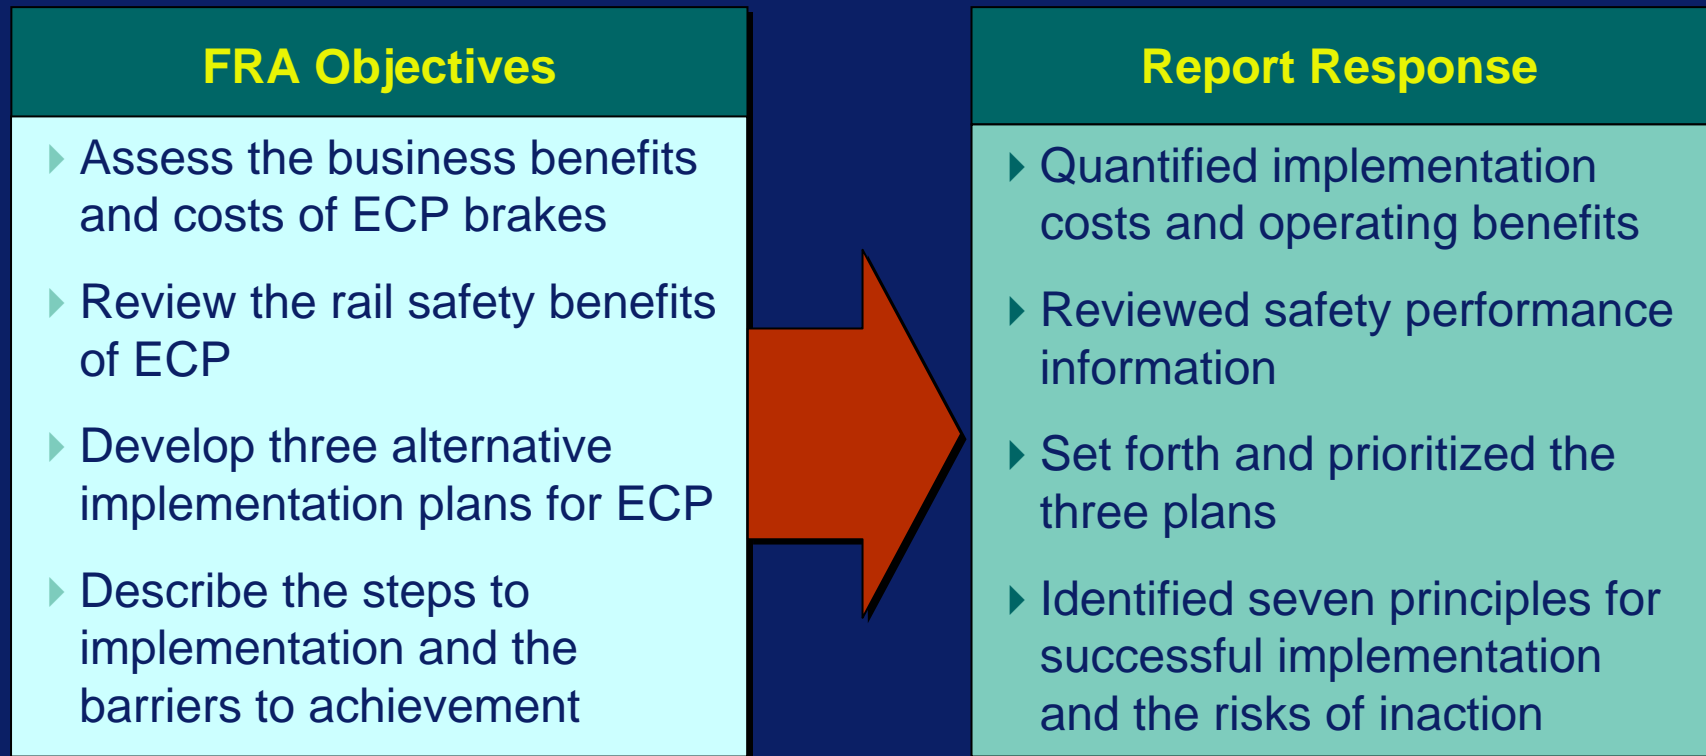 FRA Objectives
Assess the business benefits
and costs of ECP brakes
Review the rail safety benefits
of ECP
Develop three alternative
implementation plans for ECP
Describe the steps to
implementation and the
barriers to achievement
Report Response
Quantified implementation
costs and operating benefits
Reviewed safety performance
information
Set forth and prioritized the
three plans
Identified seven principles for
successful implementation
and the risks of inaction